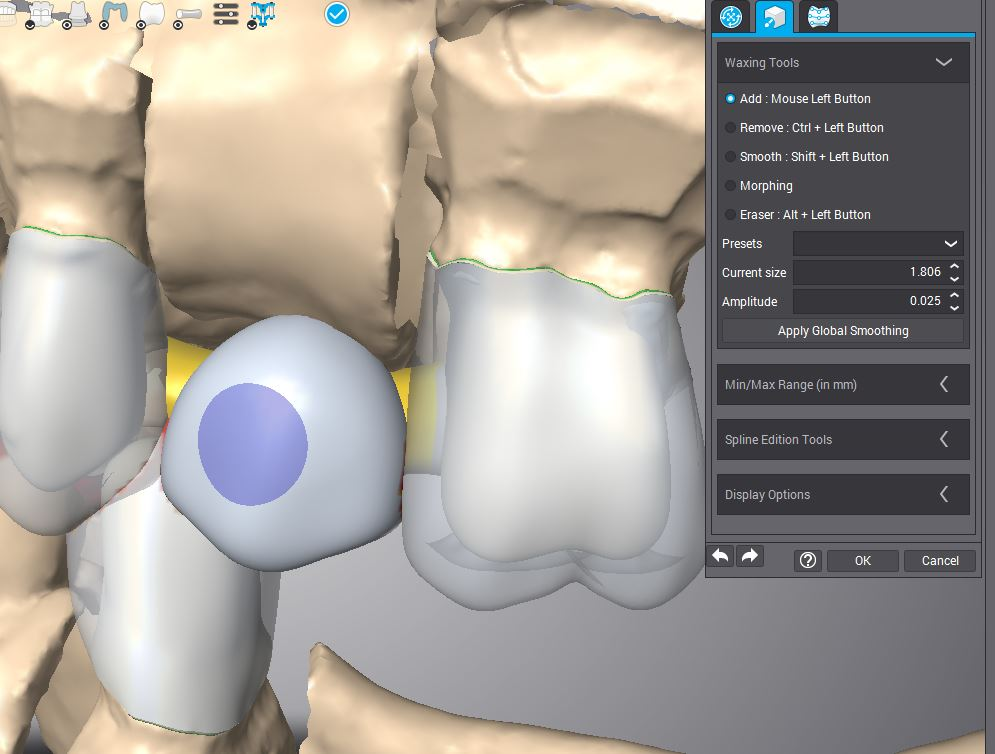 Waxing Tools
Add : Mouse Left Button
Remove : Ctrl + Left Button
Smooth : Shift + Left Button
Morphing
Eraser : Alt + Left Button
Presets
Current size 1.806
Amplitude 0.025
Apply Global Smoothing
Min/Max Range (in mm)
Spline Edition Tools
Display Options
OK Cancel